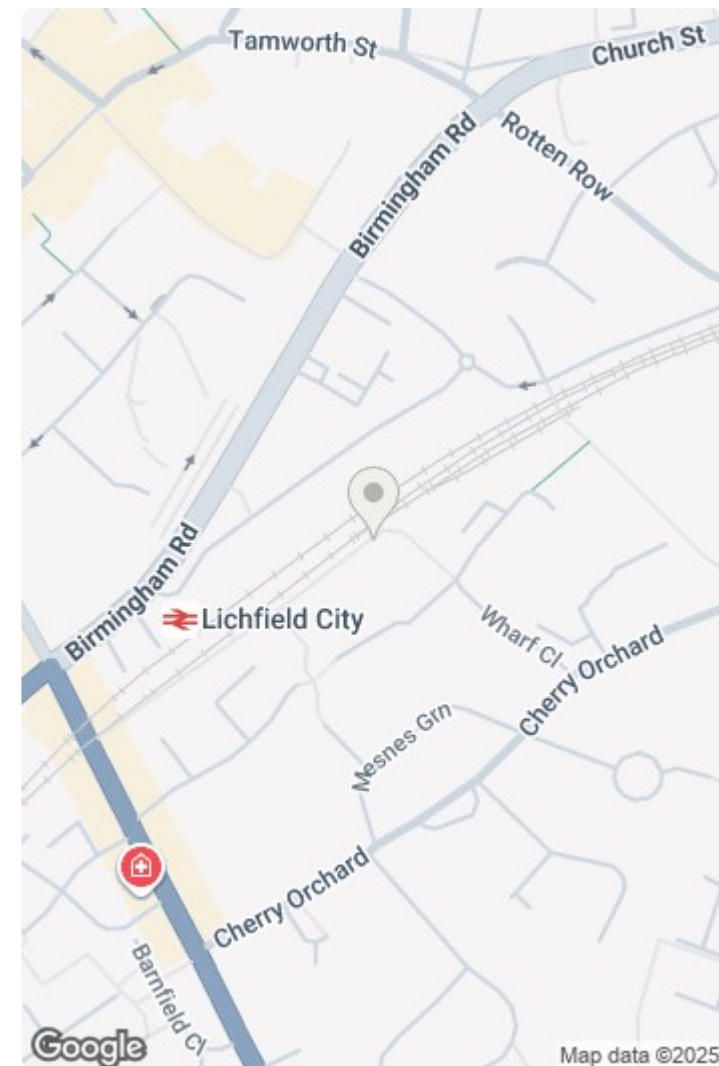 Tamworth St
Church St
Birmingham Rd
Rotten Row
Birmingham Rd
Lichfield City
Wharf Cl
Cherry Orchard
Mesnes Grn
Cherry Orchard
Barnfield Cl
Google
Map data ©2025